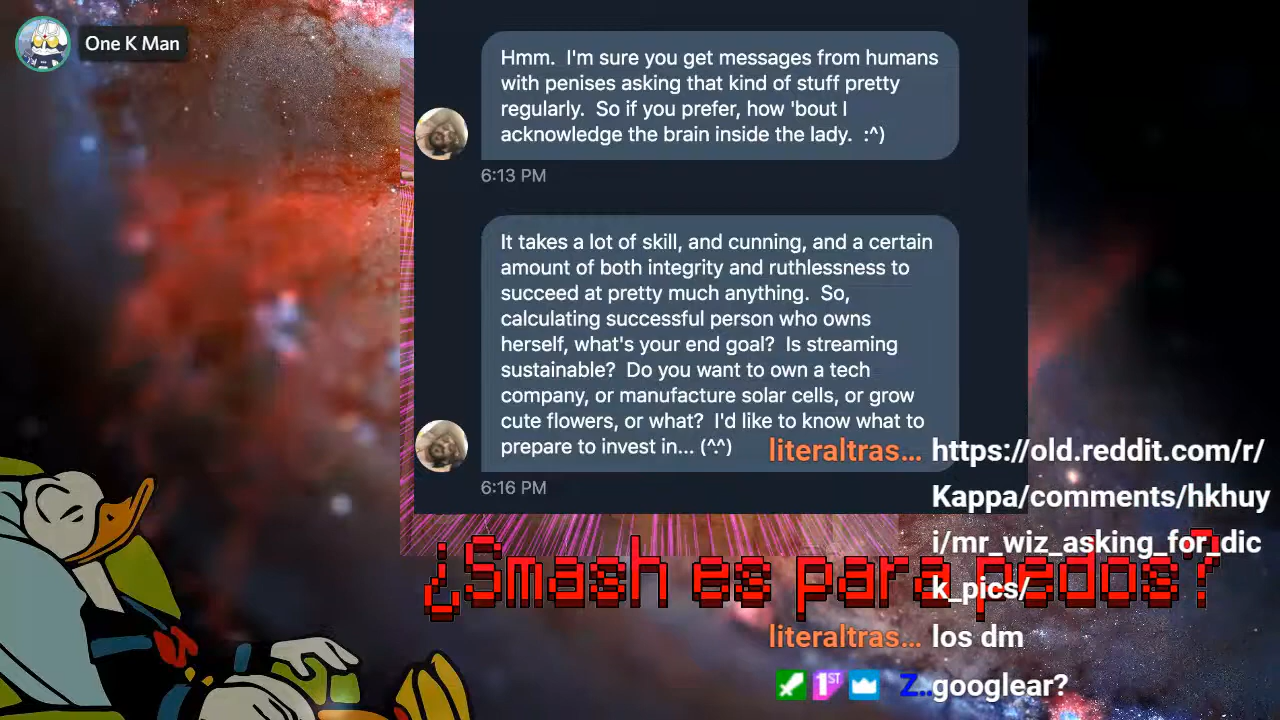 One K Man
Hmm.  I'm sure you get messages from humans
with penises asking that kind of stuff pretty
regularly.  So if you prefer, how 'bout I
acknowledge the brain inside the lady.  :^)
6:13 PM
It takes a lot of skill, and cunning, and a certain
amount of both integrity and ruthlessness to
succeed at pretty much anything.  So,
calculating successful person who owns
herself, what's your end goal?  Is streaming
sustainable?  Do you want to own a tech
company, or manufacture solar cells, or grow
cute flowers, or what?  I'd like to know what to
prepare to invest in... (^.^)
6:16 PM
literaltras… https://old.reddit.com/r/
Kappa/comments/hkhuy
i/mr_wiz_asking_for_dic
k_pics/
¿Smash es para pedos?
literaltras… los dm
1ST Z..googlear?